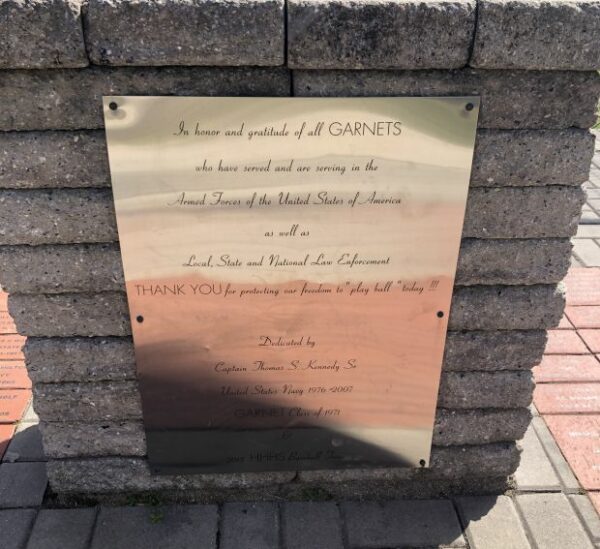 In honor and gratitude of all GARNETS
who have served and are serving in the
Armed Forces of the United States of America
as well as
Local, State and National Law Enforcement
THANK YOU for protecting our freedom to "play ball" today !!!
Dedicated by
Captain Thomas S. Kennedy Sr.
United States Navy 1976-2007
GARNET Class of 1971
HHHS Baseball